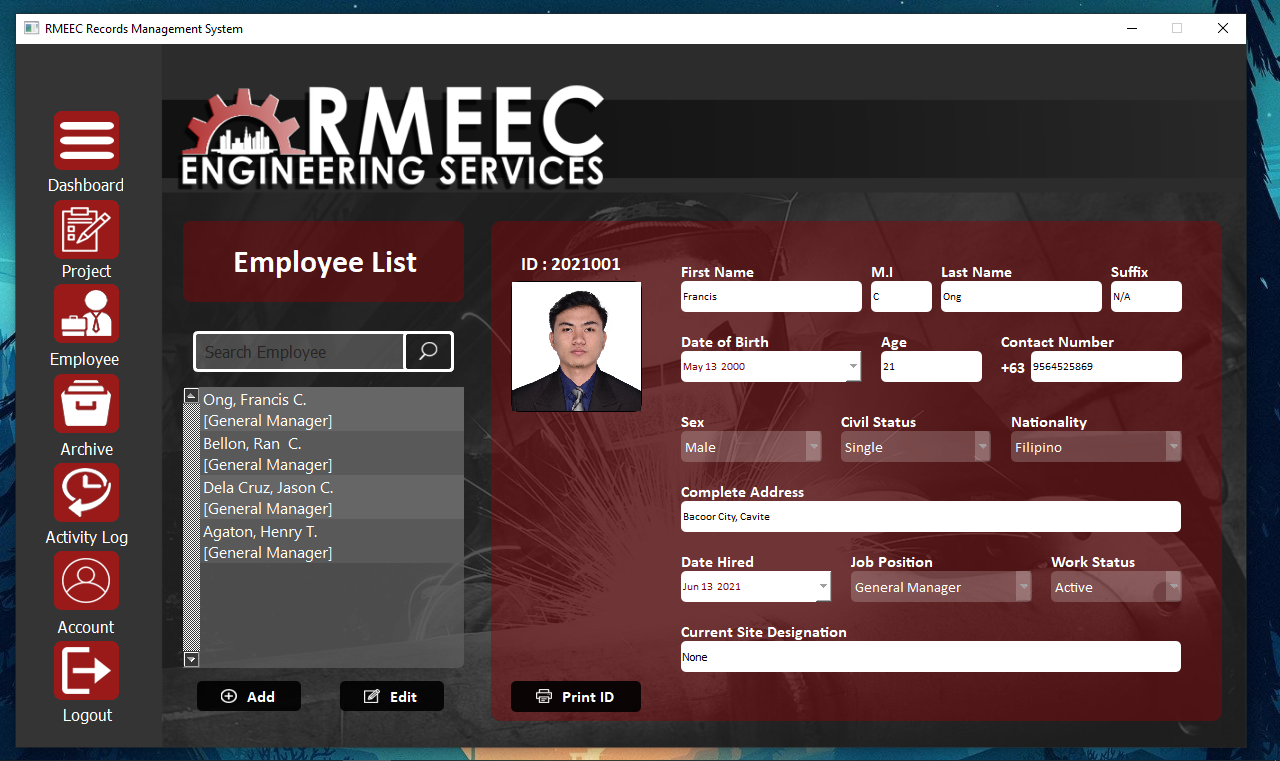 RMEEC Records Management System
RMEEC
ENGINEERING SERVICES
Dashboard
Project
Employee
Archive
Activity Log
Account
Logout
Employee List
Search Employee
Ong, Francis C.
[General Manager]
Bellon, Ran  C.
[General Manager]
Dela Cruz, Jason C.
[General Manager]
Agaton, Henry T.
[General Manager]
Add
Edit
ID : 2021001
Print ID
First Name
M.I
Last Name
Suffix
Francis
C
Ong
N/A
Date of Birth
Age
Contact Number
May 13 2000
21
+63
9564525869
Sex
Civil Status
Nationality
Male
Single
Filipino
Complete Address
Bacoor City, Cavite
Date Hired
Job Position
Work Status
Jun 13 2021
General Manager
Active
Current Site Designation
None